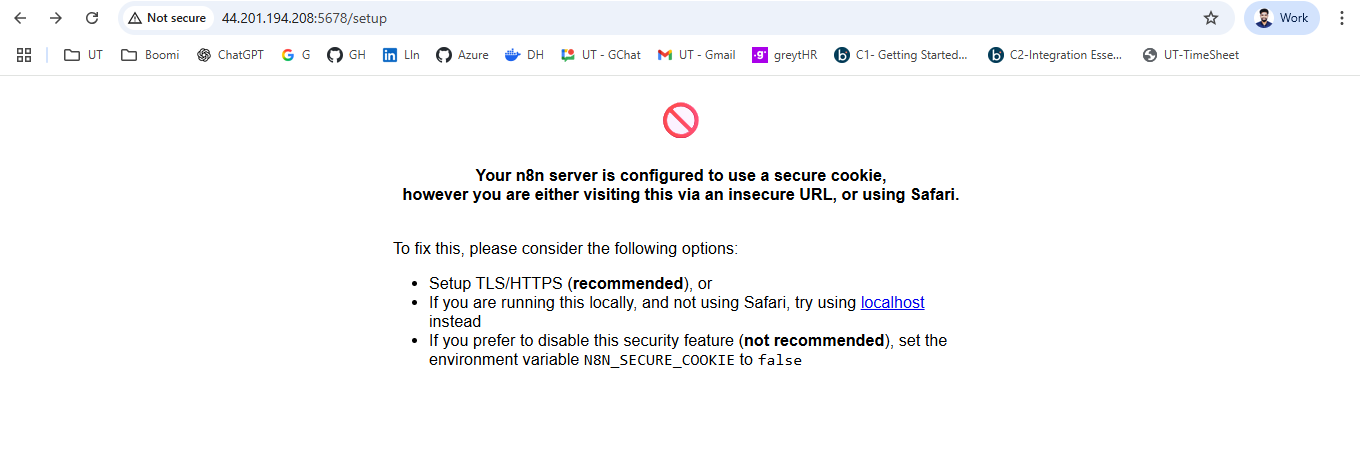 Not secure 44.201.194.208:5678/setup Work
UT Boomi ChatGPT G GH LIn Azure DH UT - GChat UT - Gmail .g. greytHR C1- Getting Started... C2-Integration Esse... UT-TimeSheet
Your n8n server is configured to use a secure cookie,
however you are either visiting this via an insecure URL, or using Safari.
To fix this, please consider the following options:
• Setup TLS/HTTPS (recommended), or
• If you are running this locally, and not using Safari, try using localhost
instead
• If you prefer to disable this security feature (not recommended), set the
environment variable N8N_SECURE_COOKIE to false